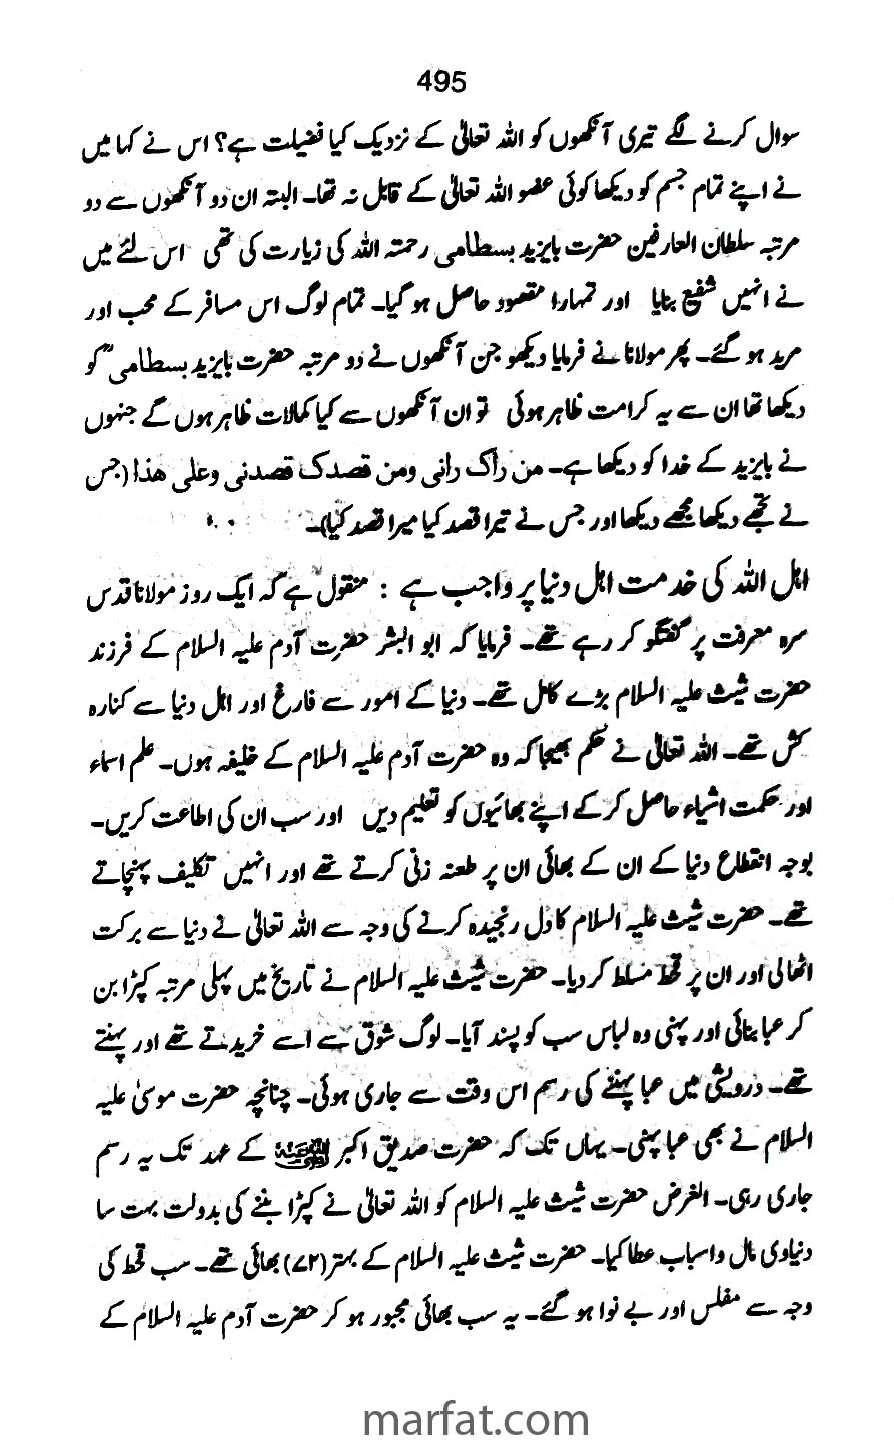 495
سوال کرنے لگے تیری آنکھوں کو اللہ تعالیٰ کے نزدیک کیا فضیلت ہے؟ اس نے کہا میں
نے اپنے تمام جسم کو دیکھا کوئی عضو اللہ تعالیٰ کے قابل نہ تھا۔ البتہ ان دو آنکھوں سے دو
مرتبہ سلطان العارفین حضرت بایزید بسطامی رحمتہ اللہ کی زیارت کی تھی اس لئے میں
نے انہیں شفیع بنایا اور تمہارا مقصود حاصل ہو گیا۔ تمام لوگ اس مسافر کے محب اور
مرید ہو گئے۔ پھر مولانا نے فرمایا دیکھو جن آنکھوں نے دو مرتبہ حضرت بایزید بسطامیؒ کو
دیکھا تھا ان سے یہ کرامت ظاہر ہوئی تو ان آنکھوں سے کیا کمالات ظاہر ہوں گے جنہوں
نے بایزید کے خدا کو دیکھا ہے۔ من راک رانی ومن قصدک قصدنی وعلی ھذا (جس
نے تجھے دیکھا مجھے دیکھا اور جس نے تیرا قصد کیا میرا قصد کیا)۔
اہل اللہ کی خدمت اہل دنیا پر واجب ہے : منقول ہے کہ ایک روز مولانا قدس
سرہ معرفت پر گفتگو کر رہے تھے۔ فرمایا کہ ابو البشر حضرت آدم علیہ السلام کے فرزند
حضرت شیث علیہ السلام بڑے کامل تھے۔ دنیا کے امور سے فارغ اور اہل دنیا سے کنارہ
کش تھے۔ اللہ تعالیٰ نے حکم بھیجا کہ وہ حضرت آدم علیہ السلام کے خلیفہ ہوں۔ علم اسماء
اور حکمت اشیاء حاصل کر کے اپنے بھائیوں کو تعلیم دیں اور سب ان کی اطاعت کریں۔
بوجہ انقطاع دنیا کے ان کے بھائی ان پر طعنہ زنی کرتے تھے اور انہیں تکلیف پہنچاتے
تھے۔ حضرت شیث علیہ السلام کا دل رنجیدہ کرنے کی وجہ سے اللہ تعالیٰ نے دنیا سے برکت
اٹھا لی اور ان پر قحط مسلط کر دیا۔ حضرت شیث علیہ السلام نے تاریخ میں پہلی مرتبہ کپڑا بن
کر عبا بنائی اور پہنی وہ لباس سب کو پسند آیا۔ لوگ شوق سے اسے خریدتے تھے اور پہنتے
تھے۔ درویشی میں عبا پہننے کی رسم اس وقت سے جاری ہوئی۔ چنانچہ حضرت موسیٰ علیہ
السلام نے بھی عبا پہنی۔ یہاں تک کہ حضرت صدیق اکبر رضی اللہ عنہ کے عہد تک یہ رسم
جاری رہی۔ الغرض حضرت شیث علیہ السلام کو اللہ تعالیٰ نے کپڑا بننے کی بدولت بہت سا
دنیاوی مال و اسباب عطا کیا۔ حضرت شیث علیہ السلام کے بہتر (۷۲) بھائی تھے۔ سب قحط کی
وجہ سے مفلس اور بے نوا ہو گئے۔ یہ سب بھائی مجبور ہو کر حضرت آدم علیہ السلام کے
marfat.com